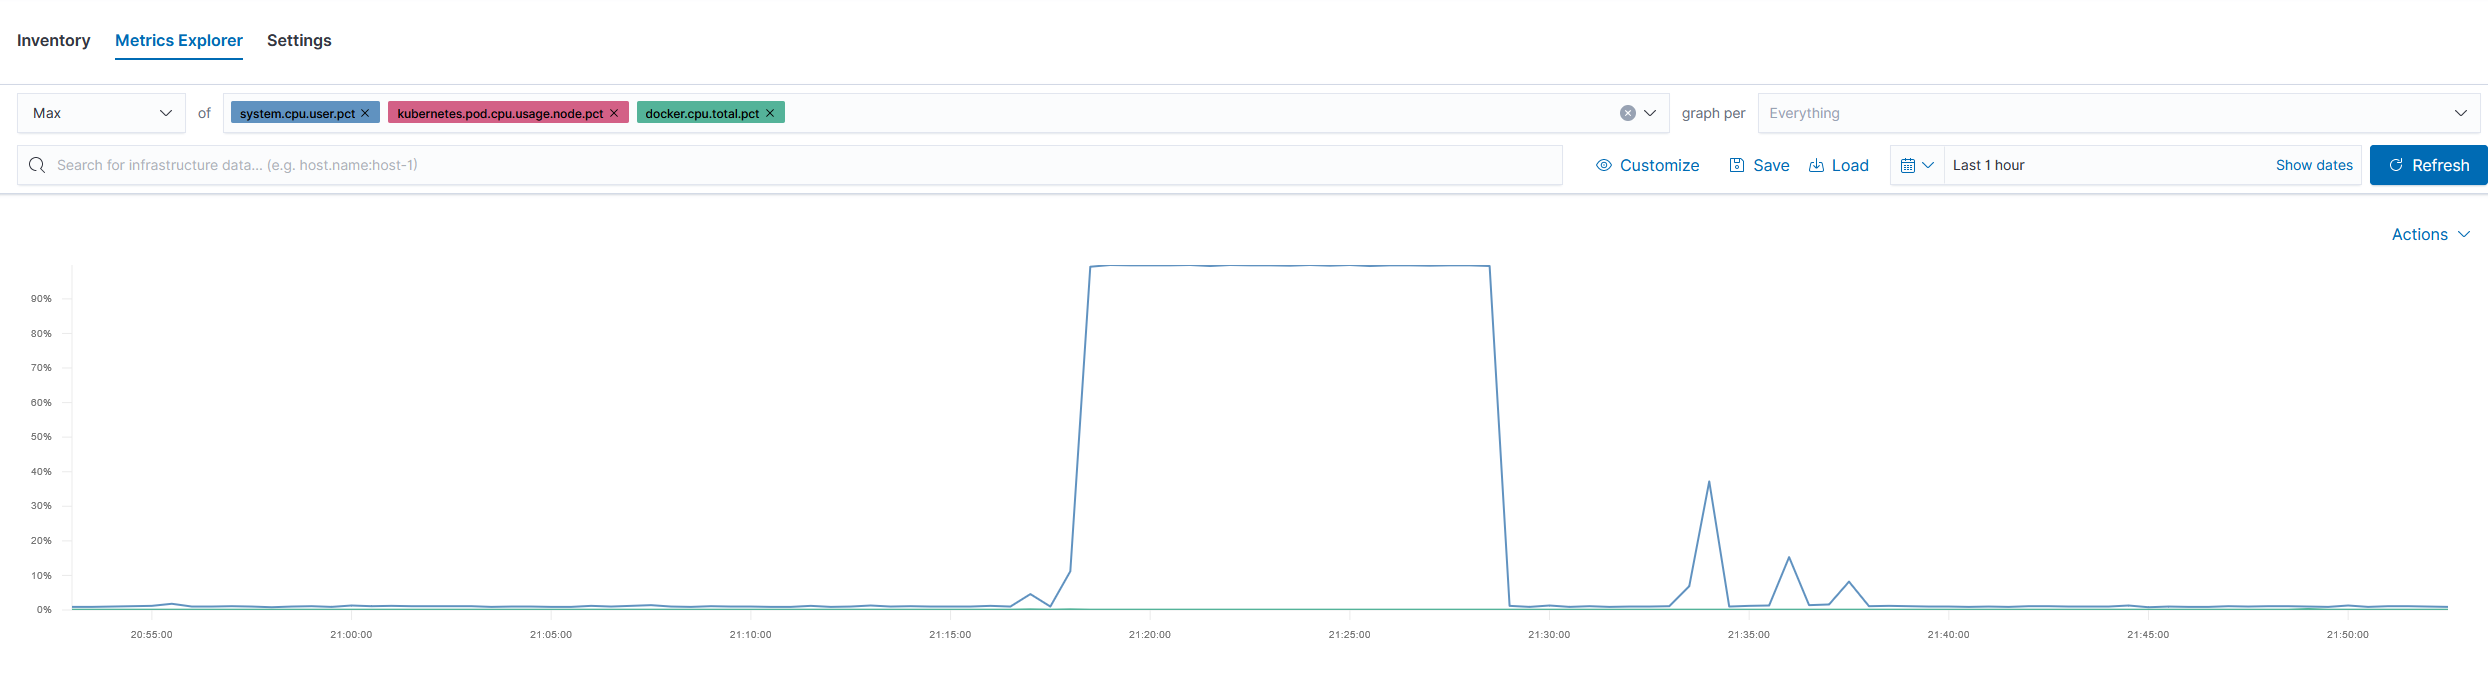 Inventory Metrics Explorer Settings
Max of system.cpu.user.pct × kubernetes.pod.cpu.usage.node.pct × docker.cpu.total.pct × graph per Everything
Search for infrastructure data... (e.g. host.name:host-1) Customize Save Load Last 1 hour Show dates Refresh
Actions
90%
80%
70%
60%
50%
40%
30%
20%
10%
0%
20:55:00 21:00:00 21:05:00 21:10:00 21:15:00 21:20:00 21:25:00 21:30:00 21:35:00 21:40:00 21:45:00 21:50:00